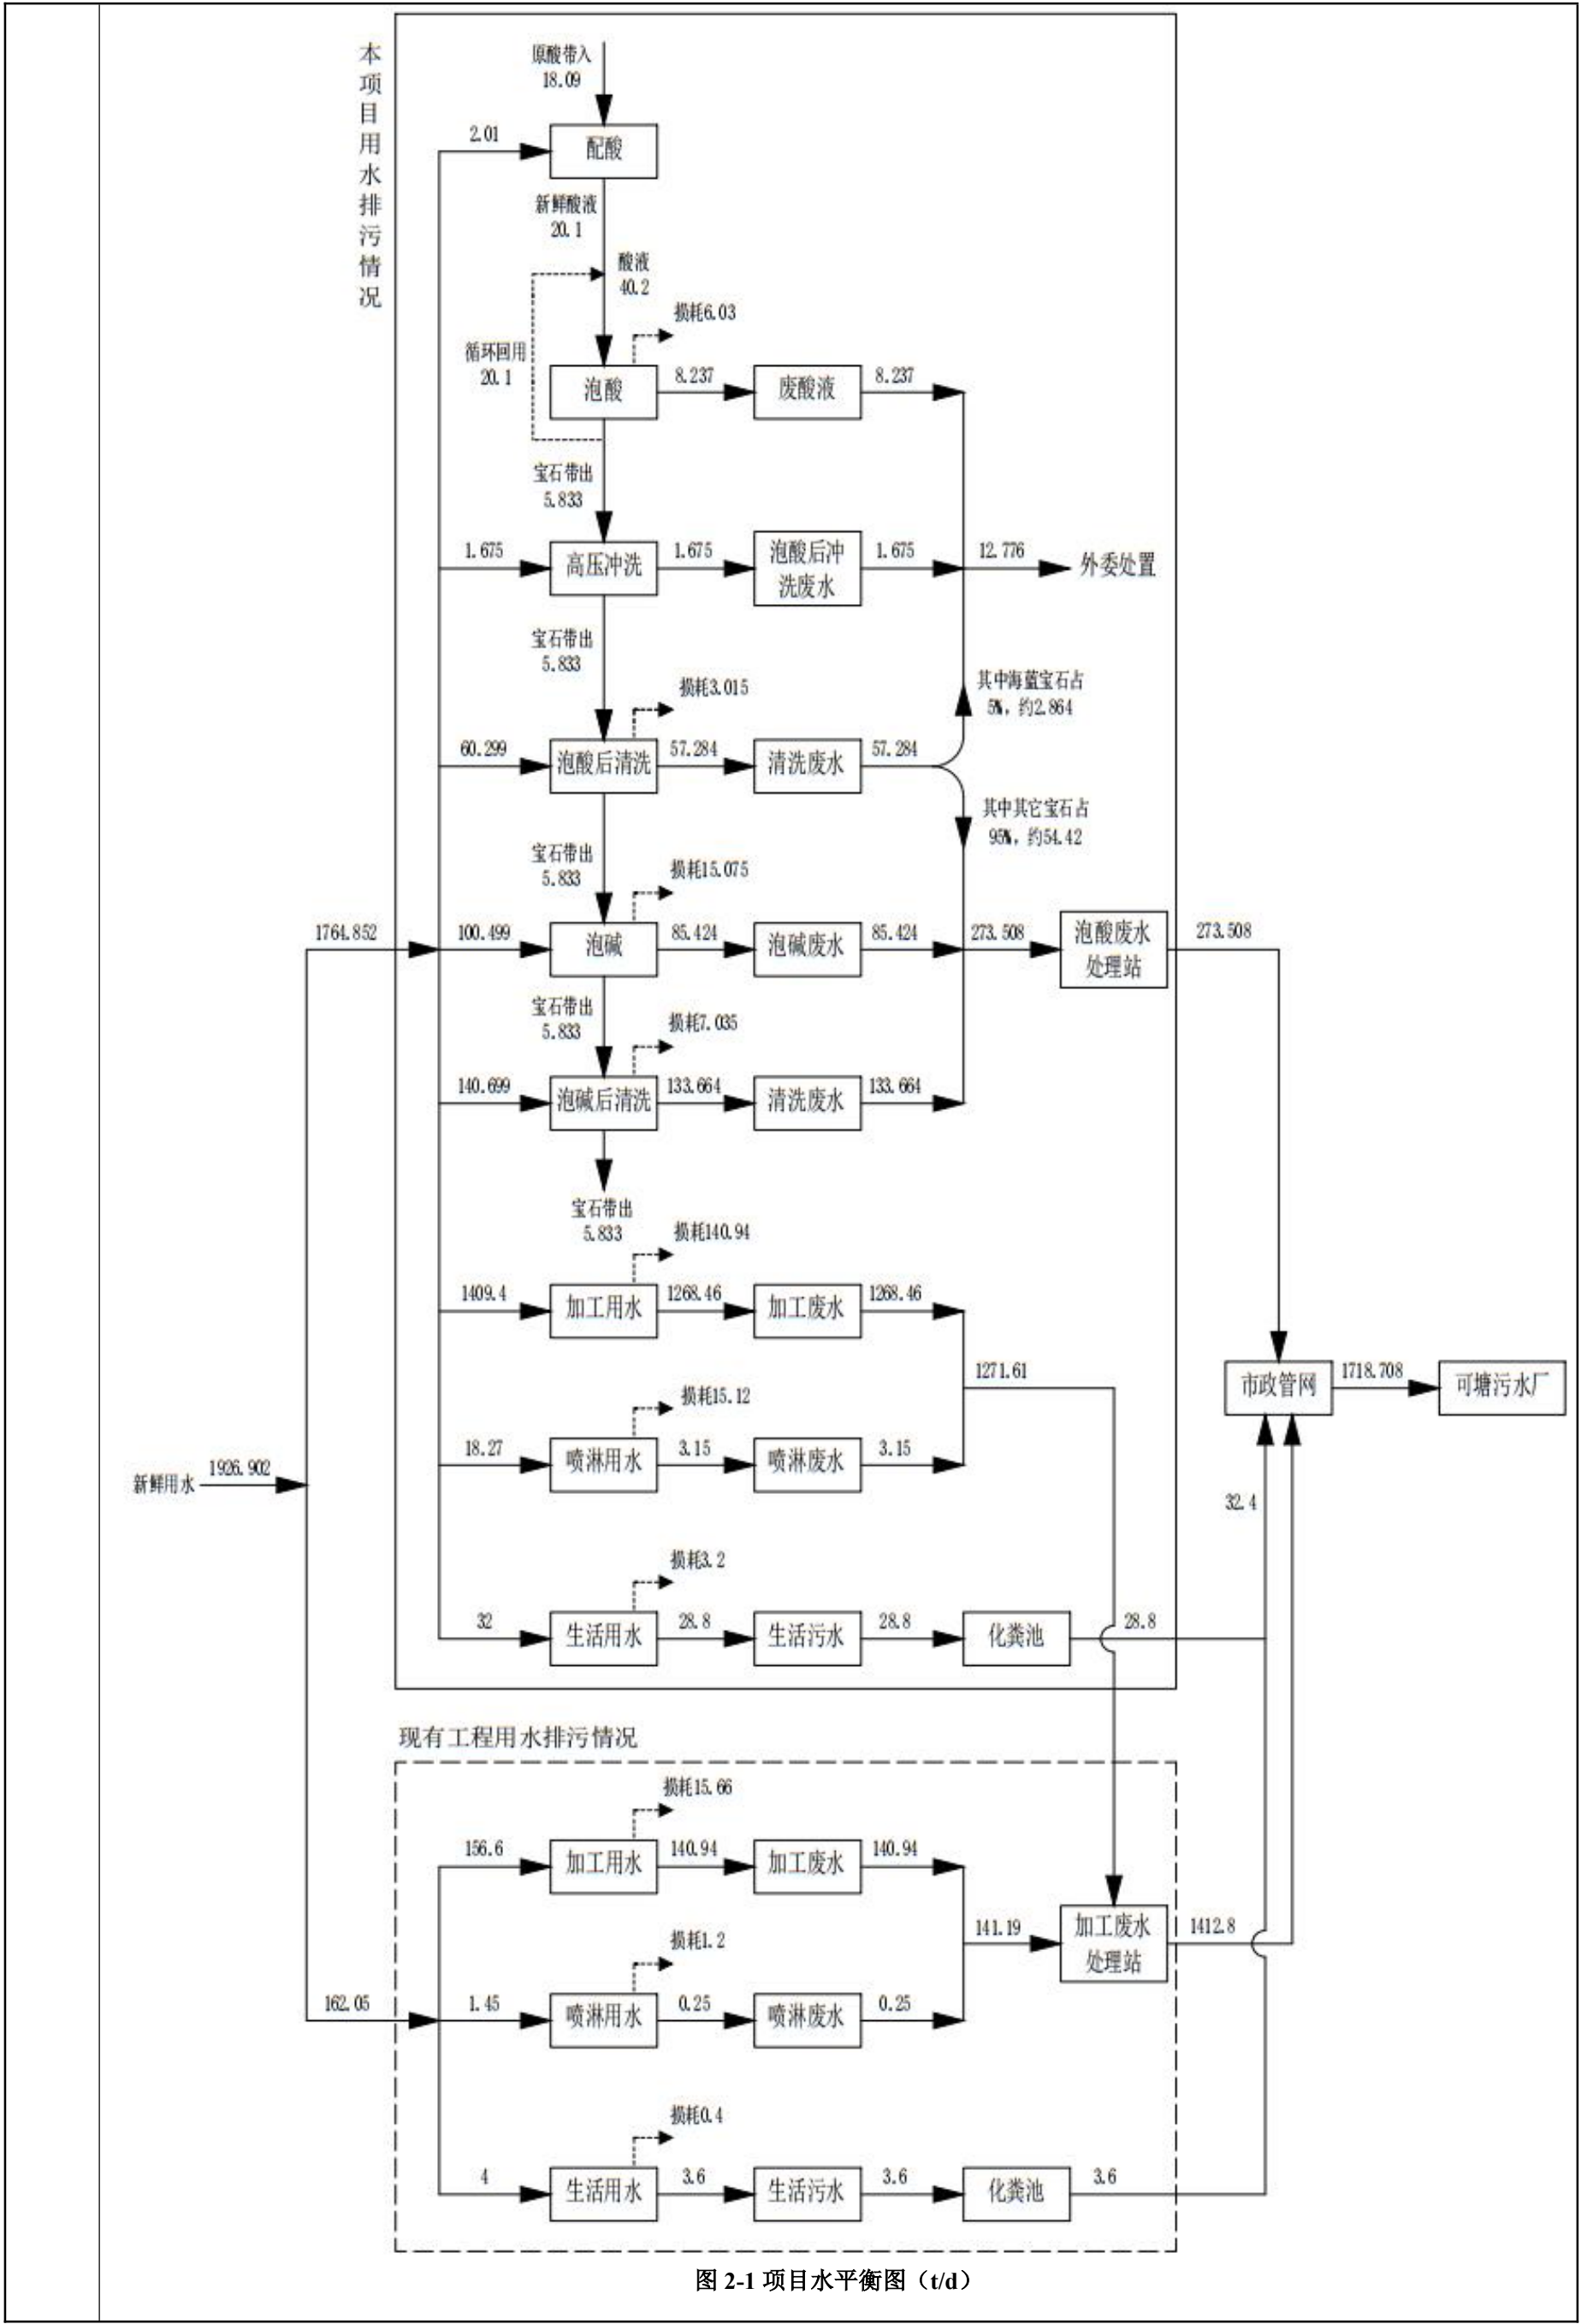 本项目用水排污情况
原酸带入
18.09
2.01
配酸
新鲜酸液
20.1
酸液
40.2
损耗6.03
循环回用
20.1
泡酸
8.237
废酸液
8.237
宝石带出
5.833
1.675
高压冲洗
1.675
泡酸后冲
洗废水
1.675
12.776
外委处置
宝石带出
5.833
损耗3.015
其中海蓝宝石占
5%，约2.864
60.299
泡酸后清洗
57.284
清洗废水
57.284
其中其它宝石占
95%，约54.42
宝石带出
5.833
损耗15.075
1764.852
100.499
泡碱
85.424
泡碱废水
85.424
273.508
泡酸废水
处理站
273.508
宝石带出
5.833
损耗7.035
140.699
泡碱后清洗
133.664
清洗废水
133.664
宝石带出
5.833
损耗140.94
1409.4
加工用水
1268.46
加工废水
1268.46
1271.61
市政管网
1718.708
可塘污水厂
损耗15.12
18.27
喷淋用水
3.15
喷淋废水
3.15
新鲜用水
1926.902
32.4
损耗3.2
32
生活用水
28.8
生活污水
28.8
化粪池
28.8
现有工程用水排污情况
损耗15.66
156.6
加工用水
140.94
加工废水
140.94
141.19
加工废水
处理站
1412.8
损耗1.2
162.05
1.45
喷淋用水
0.25
喷淋废水
0.25
损耗0.4
4
生活用水
3.6
生活污水
3.6
化粪池
3.6
图 2-1 项目水平衡图（t/d）